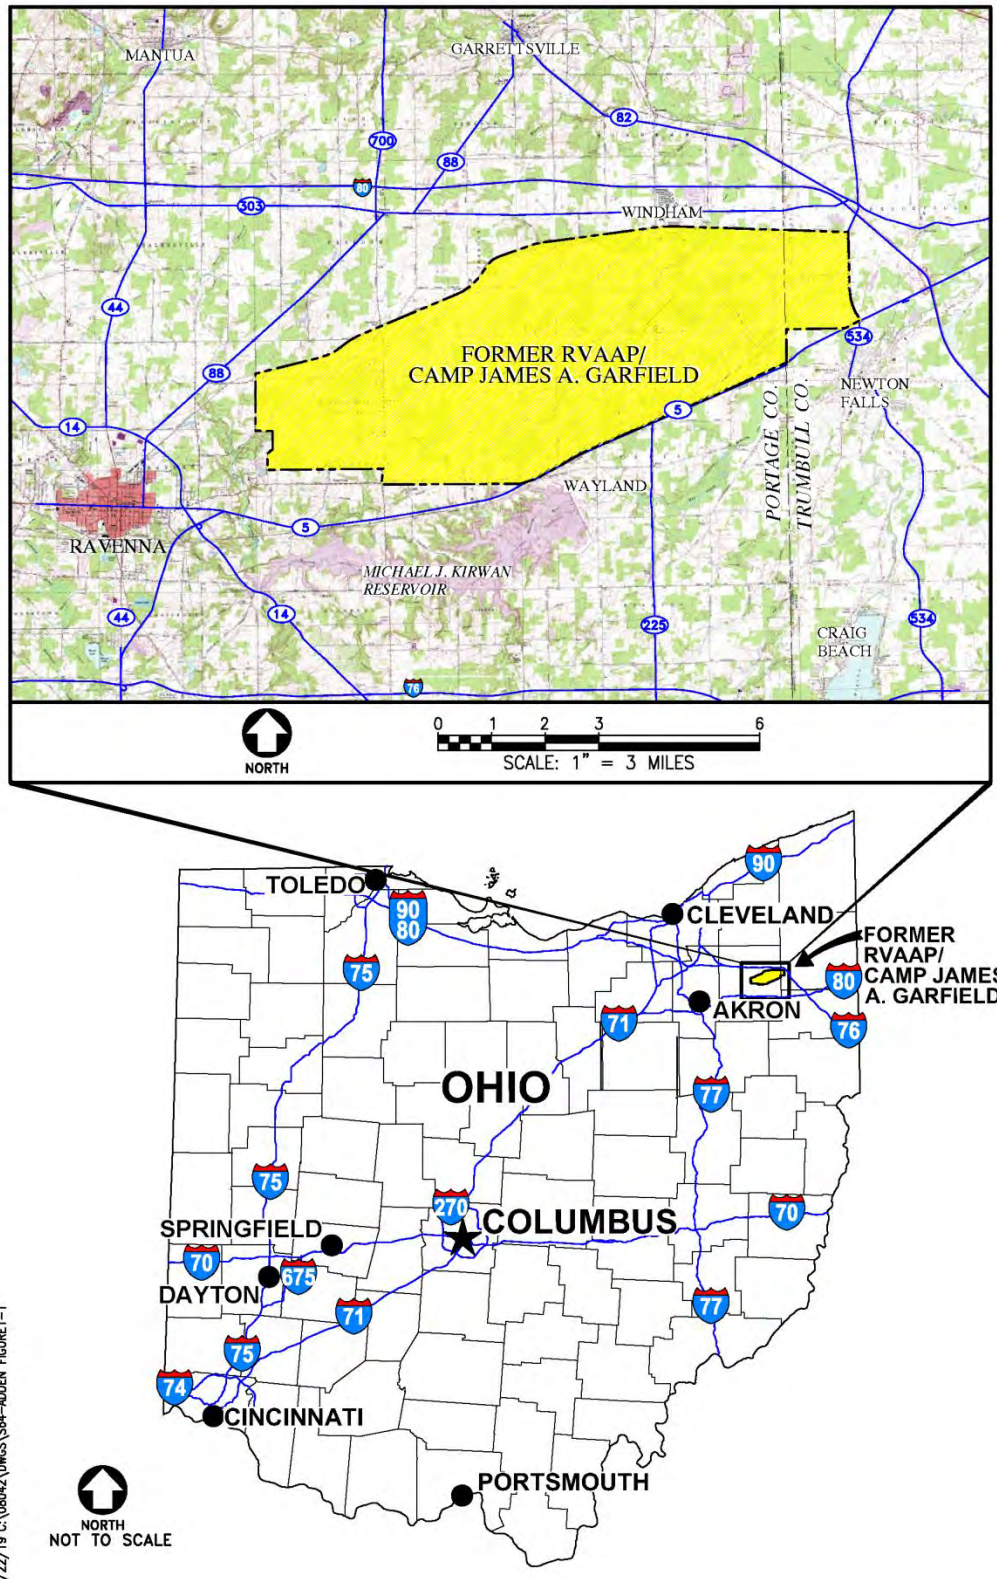 MANTUA
GARRETTSVILLE
82
700
88
80
303
WINDHAM
44
FORMER RVAAP/
CAMP JAMES A. GARFIELD
534
88
NEWTON
FALLS
5
14
PORTAGE CO.
TRUMBULL CO.
WAYLAND
5
RAVENNA
MICHAEL J. KIRWAN
RESERVOIR
44
14
225
534
CRAIG
BEACH
76
NORTH
0 1 2 3 6
SCALE: 1" = 3 MILES
90
TOLEDO
90
80
CLEVELAND
FORMER
RVAAP/
CAMP JAMES
A. GARFIELD
75
80
AKRON
71
76
OHIO
77
75
270
70
COLUMBUS
SPRINGFIELD
70
675
DAYTON
71
77
75
74
CINCINNATI
PORTSMOUTH
NORTH
NOT TO SCALE